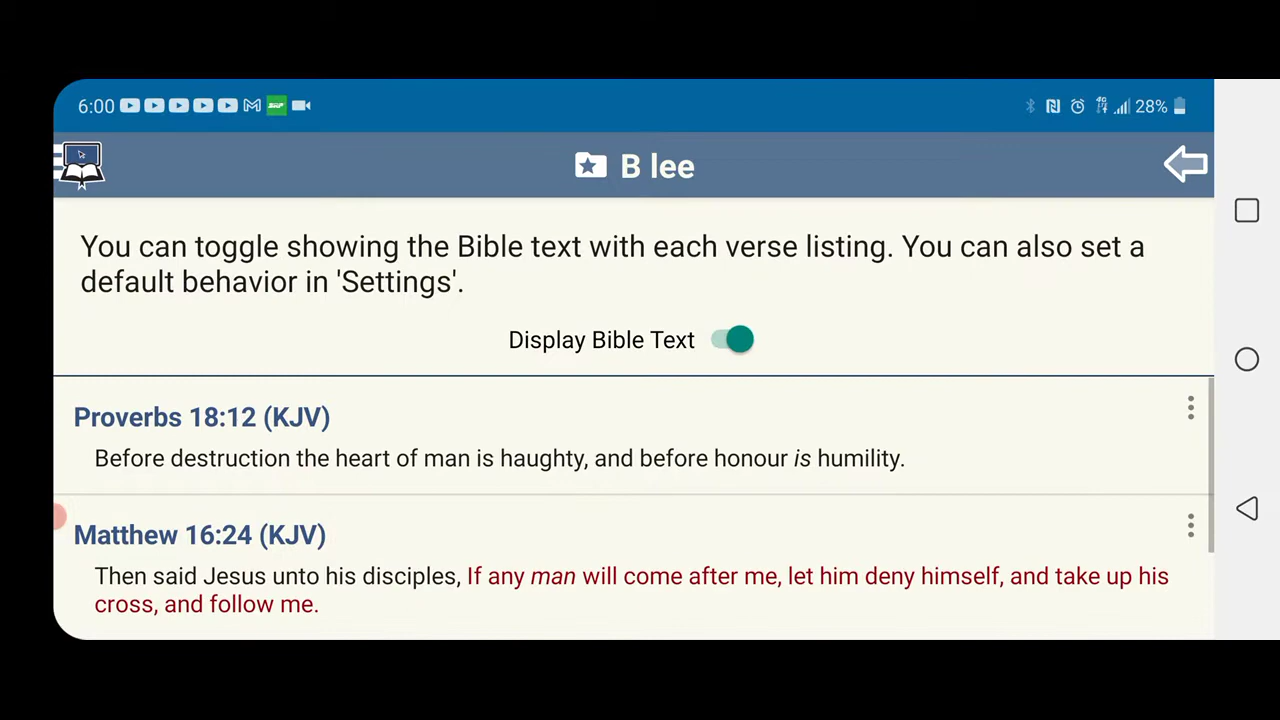 6:00
28%
B lee
You can toggle showing the Bible text with each verse listing. You can also set a
default behavior in 'Settings'.
Display Bible Text
Proverbs 18:12 (KJV)
Before destruction the heart of man is haughty, and before honour is humility.
Matthew 16:24 (KJV)
Then said Jesus unto his disciples, If any man will come after me, let him deny himself, and take up his
cross, and follow me.